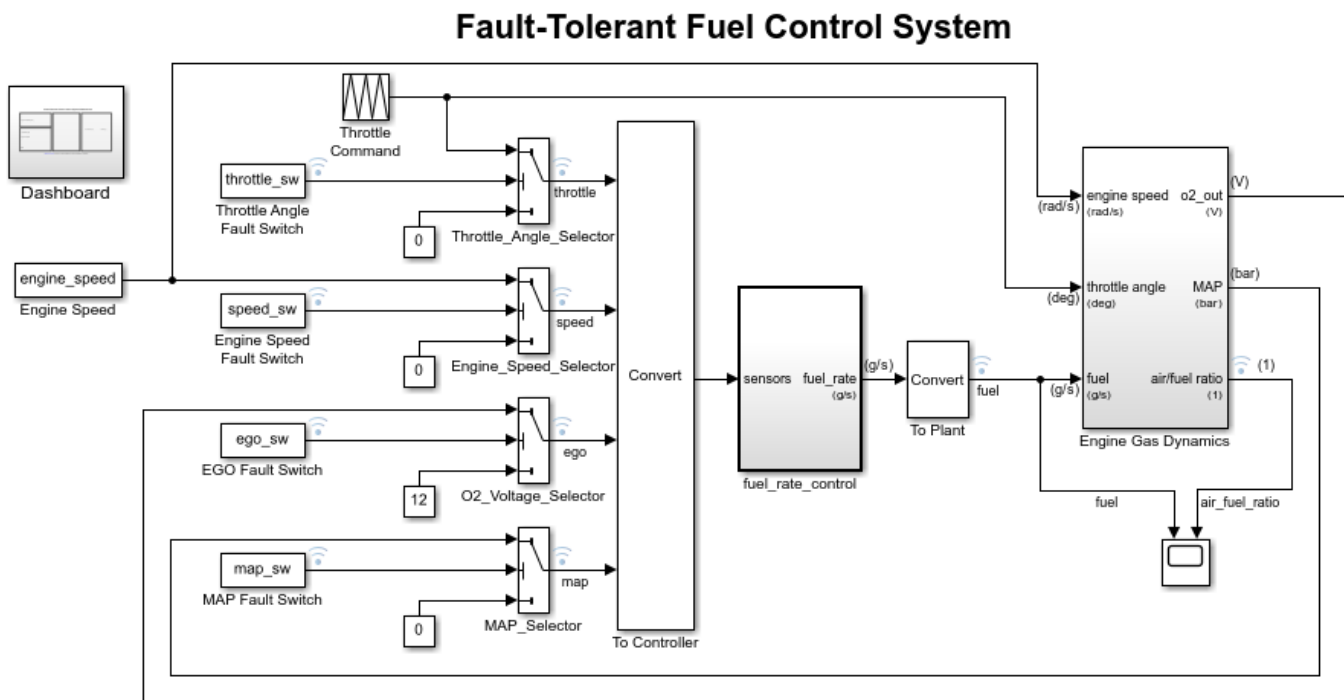 Fault-Tolerant Fuel Control System
Dashboard
Throttle
Command
throttle_sw
Throttle Angle
Fault Switch
0
throttle
Throttle_Angle_Selector
engine_speed
Engine Speed
speed_sw
Engine Speed
Fault Switch
0
speed
Engine_Speed_Selector
ego_sw
EGO Fault Switch
12
ego
O2_Voltage_Selector
map_sw
MAP Fault Switch
0
map
MAP_Selector
Convert
To Controller
sensors
fuel_rate
(g/s)
fuel_rate_control
(g/s)
Convert
To Plant
fuel
(rad/s)
engine speed
(rad/s)
o2_out
(V)
(V)
(deg)
throttle angle
(deg)
MAP
(bar)
(bar)
(g/s)
fuel
(g/s)
air/fuel ratio
(1)
(1)
Engine Gas Dynamics
fuel
air_fuel_ratio